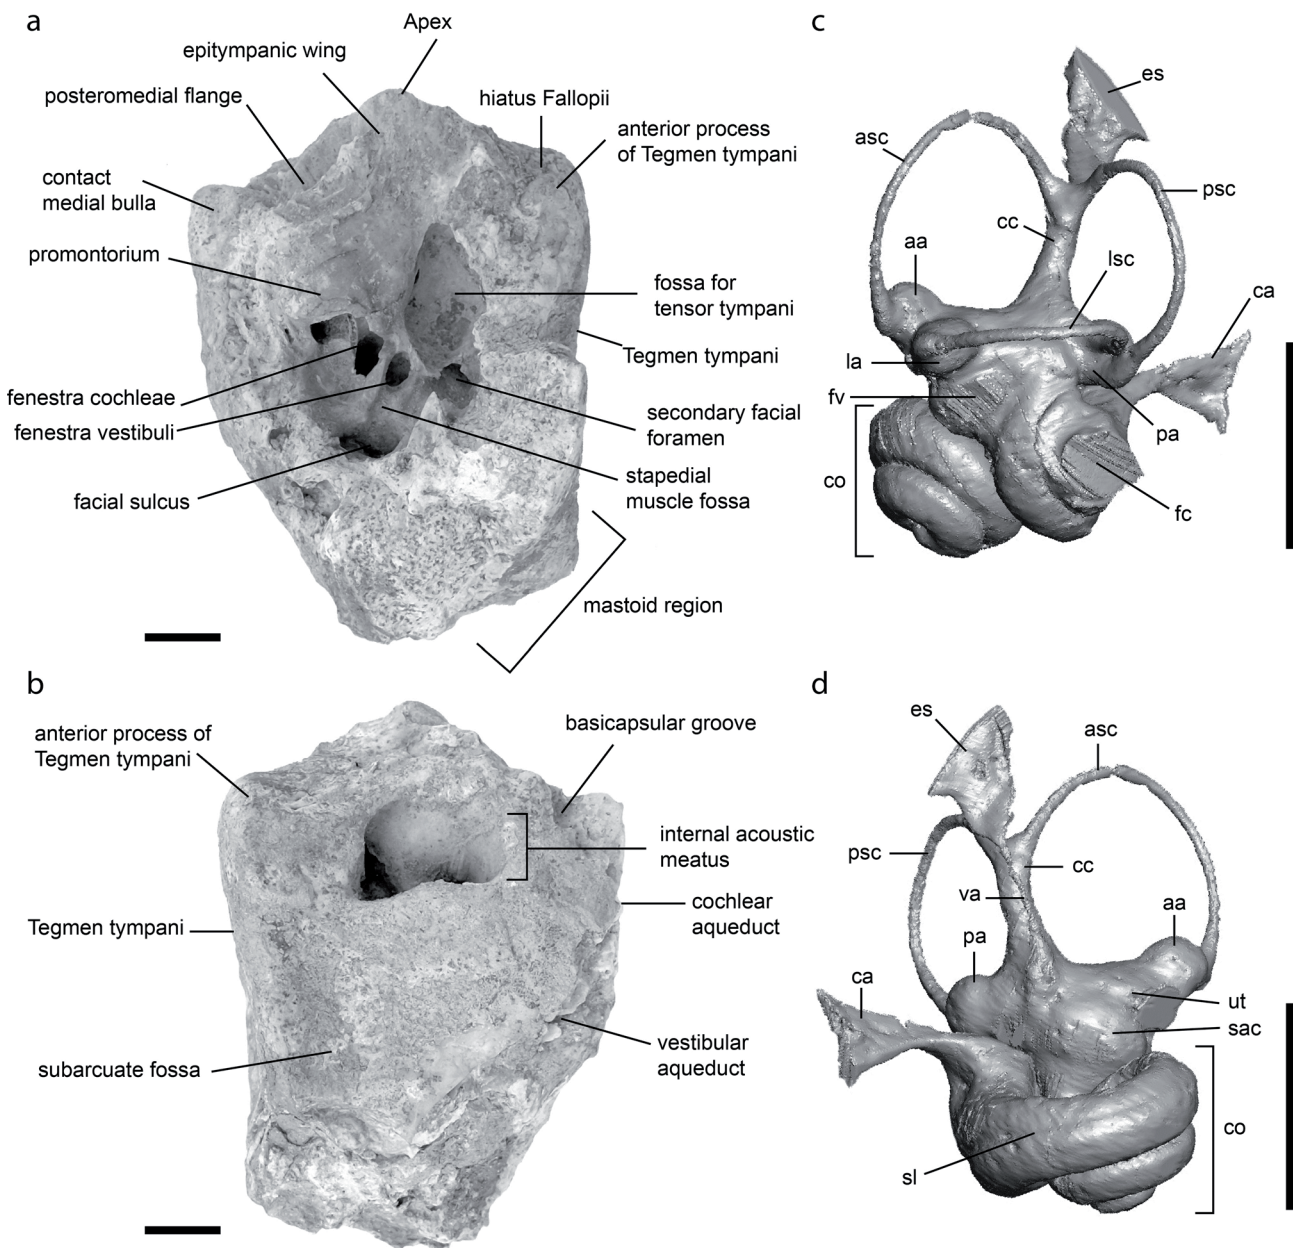 a
Apex
epitympanic wing
posteromedial flange
hiatus Fallopii
anterior process
of Tegmen tympani
contact
medial bulla
promontorium
fossa for
tensor tympani
Tegmen tympani
fenestra cochleae
fenestra vestibuli
secondary facial
foramen
stapedial
muscle fossa
facial sulcus
mastoid region
b
anterior process of
Tegmen tympani
basicapsular groove
internal acoustic
meatus
cochlear
aqueduct
Tegmen tympani
vestibular
aqueduct
subarcuate fossa
c
es
asc
psc
cc
aa
lsc
ca
la
fv
pa
co
fc
d
es
asc
psc
cc
va
aa
pa
ca
ut
sac
co
sl